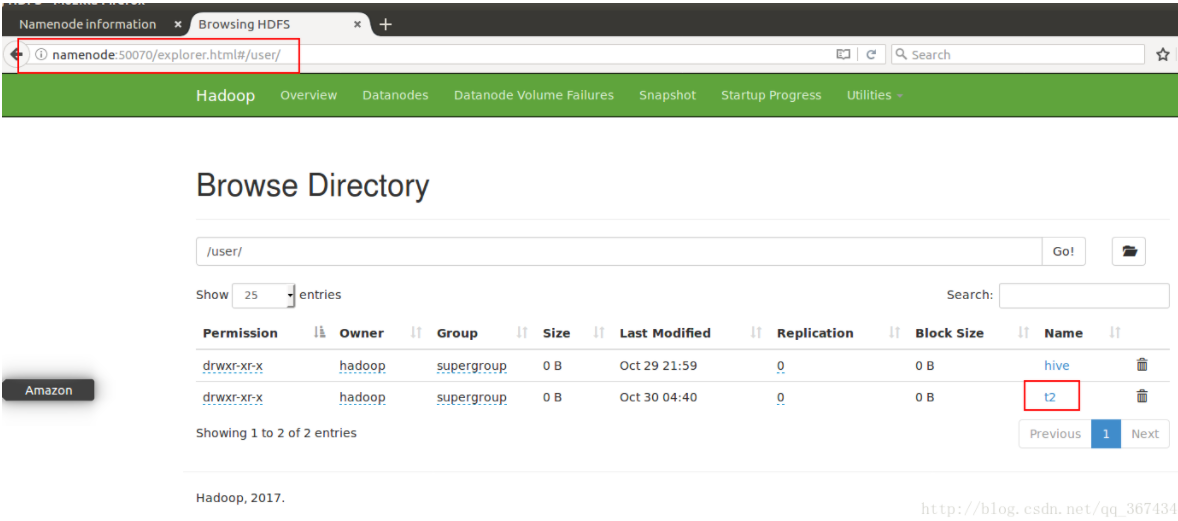 Namenode information × Browsing HDFS × +
namenode:50070/explorer.html#/user/ Search
Hadoop Overview Datanodes Datanode Volume Failures Snapshot Startup Progress Utilities
Browse Directory
/user/ Go!
Show 25 entries Search:
Permission Owner Group Size Last Modified Replication Block Size Name
drwxr-xr-x hadoop supergroup 0 B Oct 29 21:59 0 0 B hive
Amazon
drwxr-xr-x hadoop supergroup 0 B Oct 30 04:40 0 0 B t2
Showing 1 to 2 of 2 entries Previous 1 Next
Hadoop, 2017.
http://blog.csdn.net/qq_367434